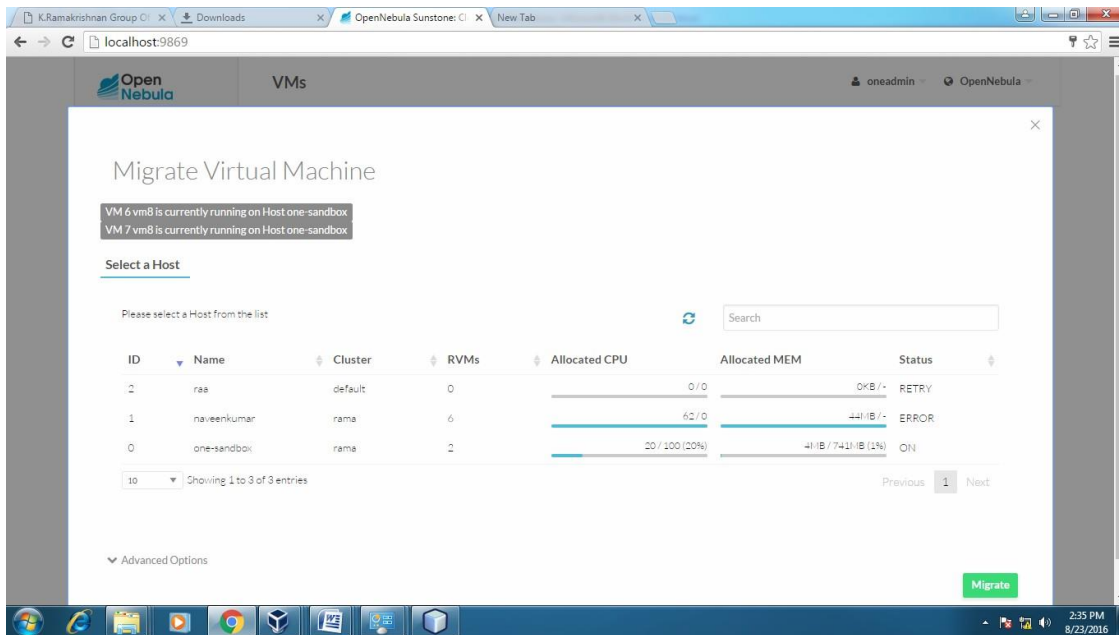 K.Ramakrishnan Group Of
Downloads
OpenNebula Sunstone: Cl
New Tab
localhost:9869
Open
Nebula
VMs
oneadmin
OpenNebula
Migrate Virtual Machine
VM 6 vm8 is currently running on Host one-sandbox
VM 7 vm8 is currently running on Host one-sandbox
Select a Host
Please select a Host from the list
Search
ID Name Cluster RVMs Allocated CPU Allocated MEM Status
2 raa default 0 0 / 0 0KB / - RETRY
1 naveenkumar rama 6 62 / 0 44MB / - ERROR
0 one-sandbox rama 2 20 / 100 (20%) 4MB / 741MB (1%) ON
10 Showing 1 to 3 of 3 entries
Previous 1 Next
Advanced Options
Migrate
2:35 PM
8/23/2016